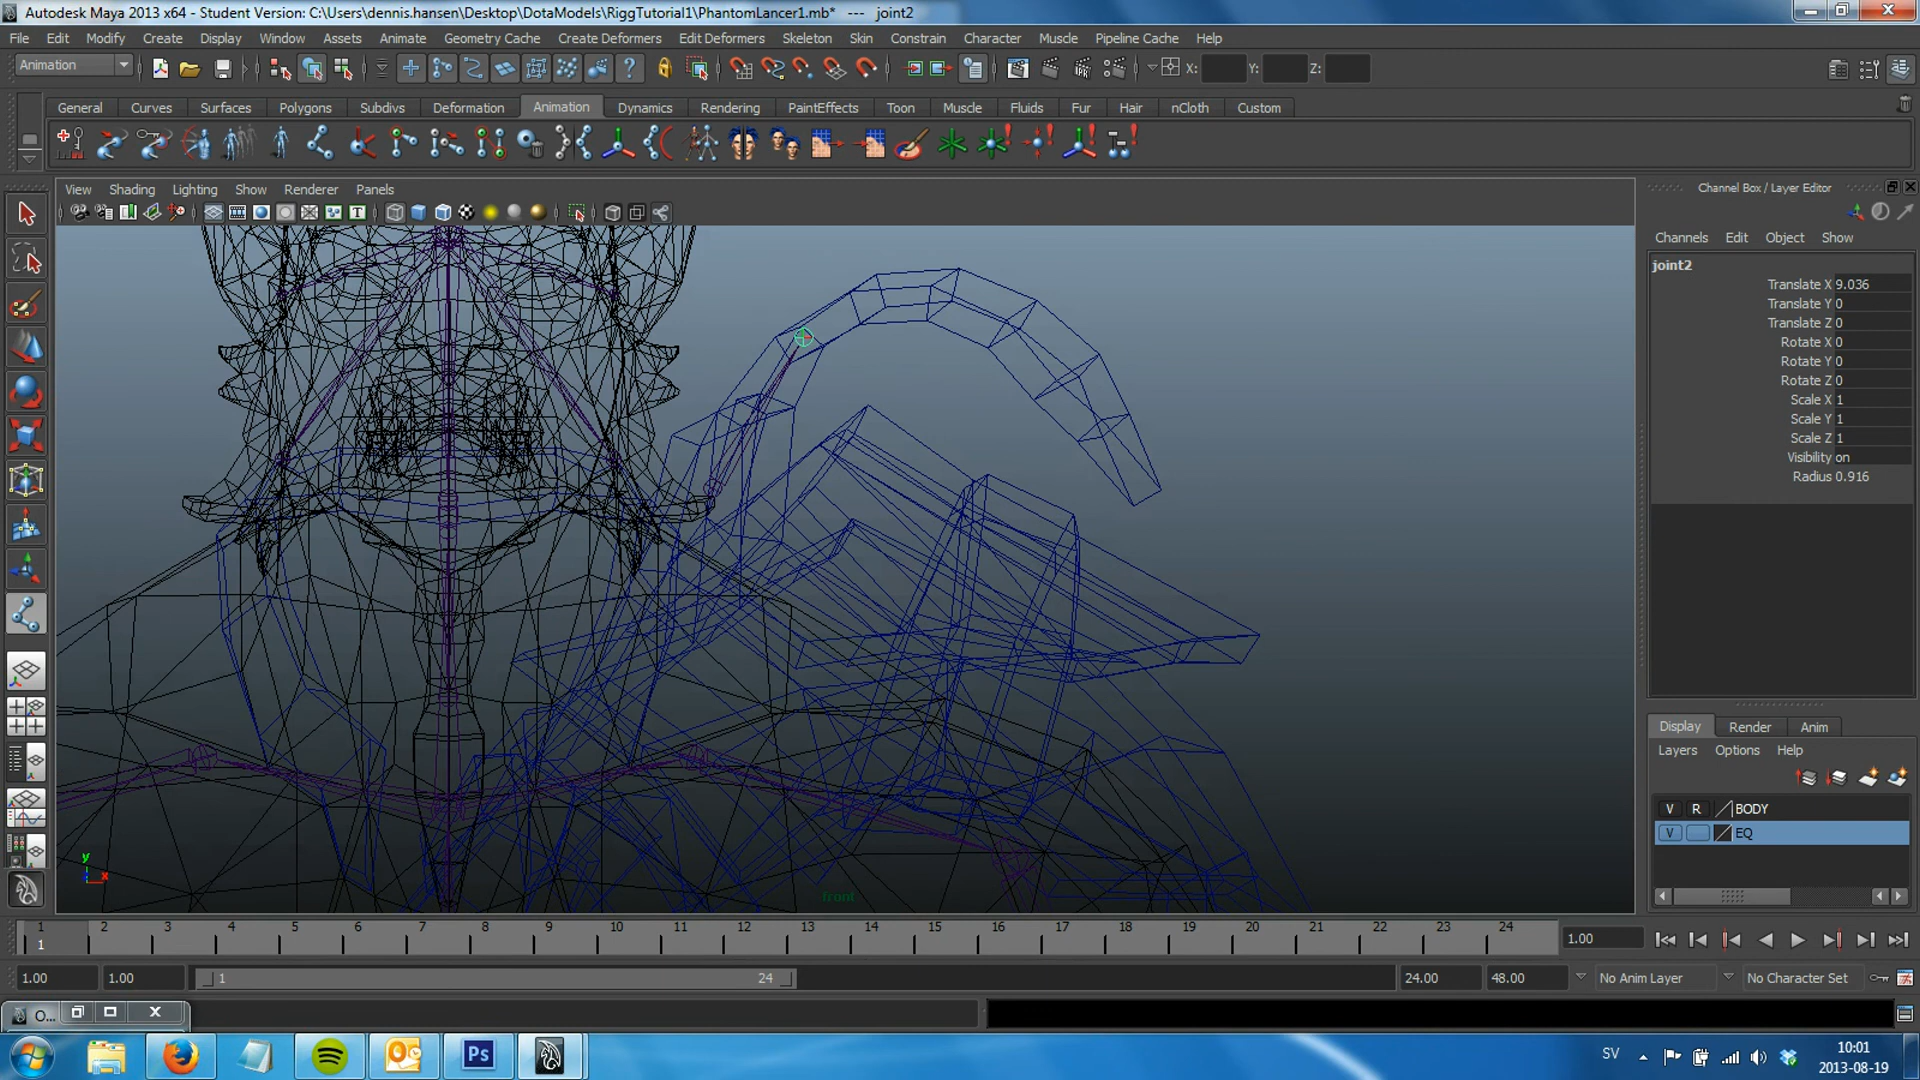 Autodesk Maya 2013 x64 - Student Version: C:\Users\dennis.hansen\Desktop\DotaModels\RiggTutorial1\PhantomLancer1.mb*   ---   joint2
File Edit Modify Create Display Window Assets Animate Geometry Cache Create Deformers Edit Deformers Skeleton Skin Constrain Character Muscle Pipeline Cache Help
Animation X: Y: Z:
General Curves Surfaces Polygons Subdivs Deformation Animation Dynamics Rendering PaintEffects Toon Muscle Fluids Fur Hair nCloth Custom
View Shading Lighting Show Renderer Panels
Channel Box / Layer Editor
Channels Edit Object Show
joint2
Translate X 9.036
Translate Y 0
Translate Z 0
Rotate X 0
Rotate Y 0
Rotate Z 0
Scale X 1
Scale Y 1
Scale Z 1
Visibility on
Radius 0.916
Display Render Anim
Layers Options Help
V R BODY
V EQ
y
x
front
1 2 3 4 5 6 7 8 9 10 11 12 13 14 15 16 17 18 19 20 21 22 23 24
1
1.00
1.00 1.00 1 24 24.00 48.00 No Anim Layer No Character Set
O...
Ps
SV
10:01
2013-08-19